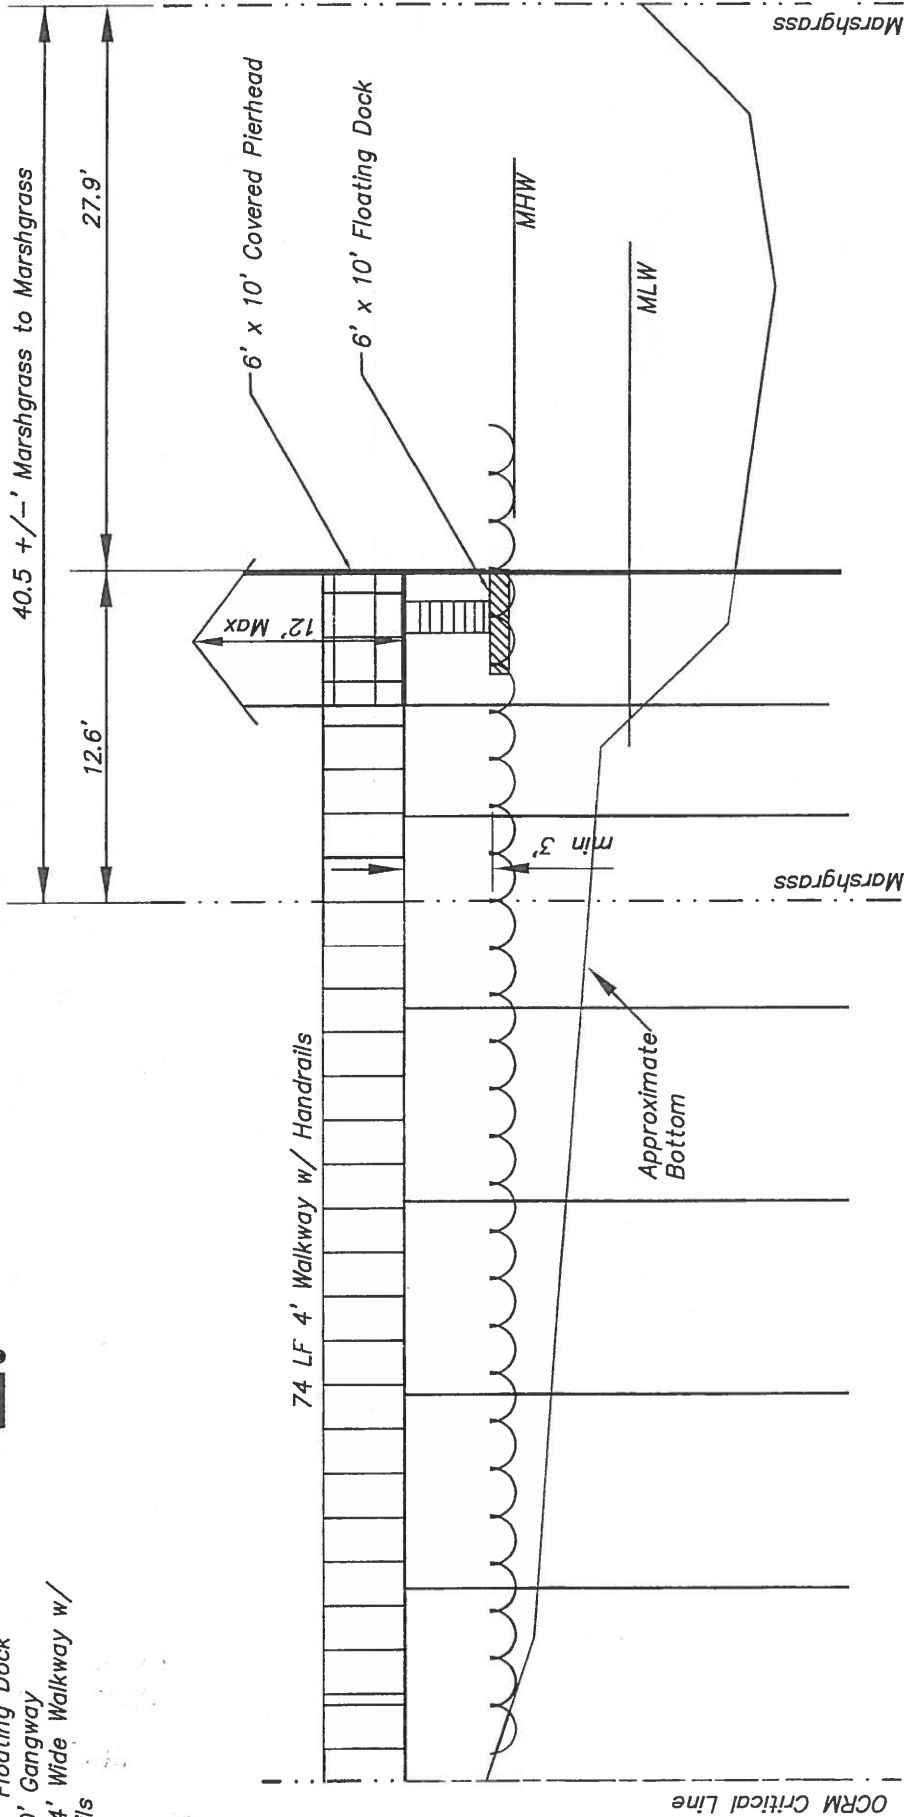 Floating Dock
' Gangway
4' Wide Walkway w/
40.5 +/-' Marshgrass to Marshgrass
12.6'
27.9'
6' x 10' Covered Pierhead
6' x 10' Floating Dock
12' Max
74 LF 4' Walkway w/ Handrails
MHW
MLW
min 3'
Approximate
Bottom
OCRM Critical Line
Marshgrass
Marshgrass